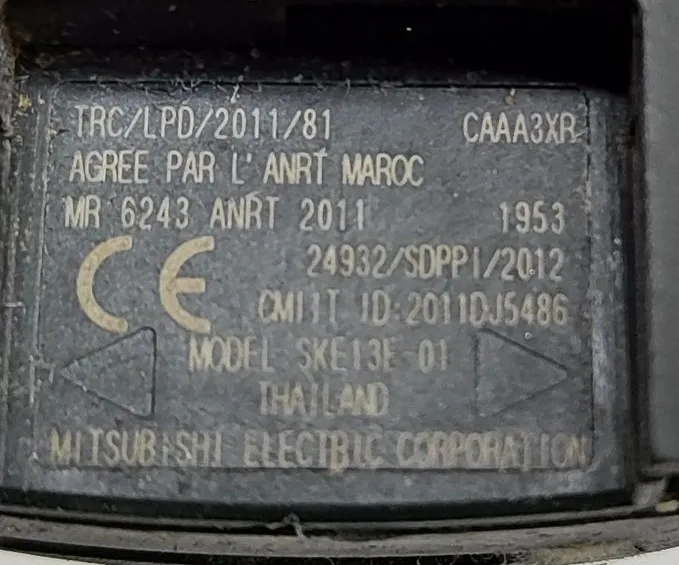 TRC/LPD/2011/81 CAAA3XR
AGREE PAR L' ANRT MAROC
MR 6243 ANRT 2011 1953
CE 24932/SDPPI/2012
CMIIT ID:2011DJ5486
MODEL SKE13E-01
THAILAND
MITSUBISHI ELECTRIC CORPORATION